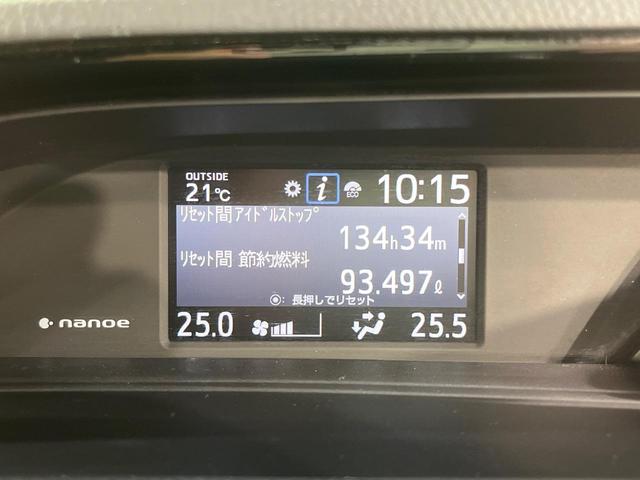 OUTSIDE
21℃ i ECO 10:15
リセット間アイドルストップ
134h34m
リセット間 節約燃料
93.497ℓ
◉: 長押しでリセット
25.0 25.5
nanoe